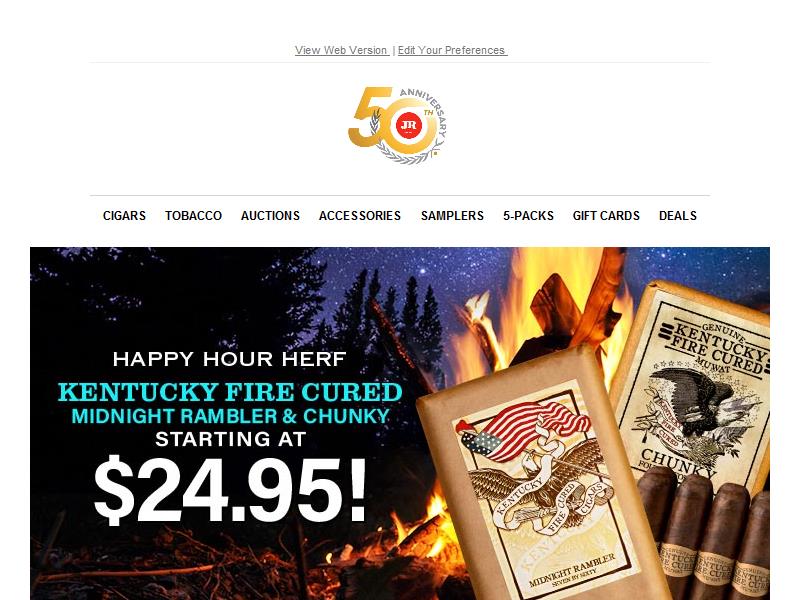 View Web Version | Edit Your Preferences
50TH ANNIVERSARY
JR
CIGARS TOBACCO AUCTIONS ACCESSORIES SAMPLERS 5-PACKS GIFT CARDS DEALS
HAPPY HOUR HERF
KENTUCKY FIRE CURED
MIDNIGHT RAMBLER & CHUNKY
STARTING AT
$24.95!
KENTUCKY
FIRE CURED
CIGARS
MIDNIGHT RAMBLER
SEVEN BY SIXTY
GENUINE
KENTUCKY
FIRE CURED
MUWAT
CHUNKY